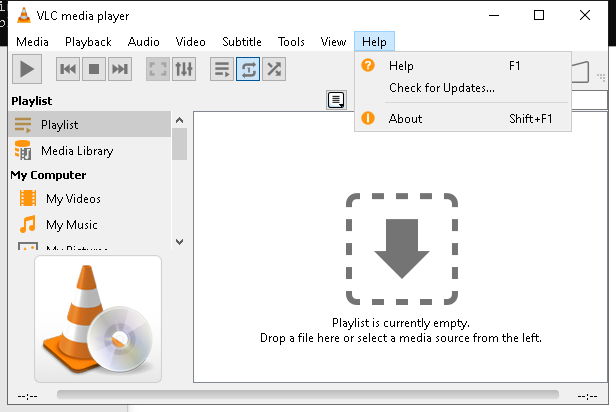 VLC media player
Media Playback Audio Video Subtitle Tools View Help
Help F1
Check for Updates...
About Shift+F1
Playlist
Playlist
Media Library
My Computer
My Videos
My Music
My Pictures
Playlist is currently empty.
Drop a file here or select a media source from the left.
--:-- --:--